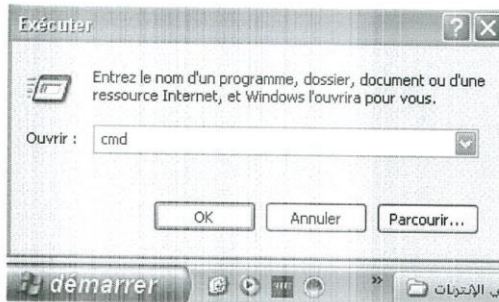 Exécuter
Entrez le nom d'un programme, dossier, document ou d'une
ressource Internet, et Windows l'ouvrira pour vous.
Ouvrir :
cmd
OK
Annuler
Parcourir...
démarrer
»
ي الإنترنات